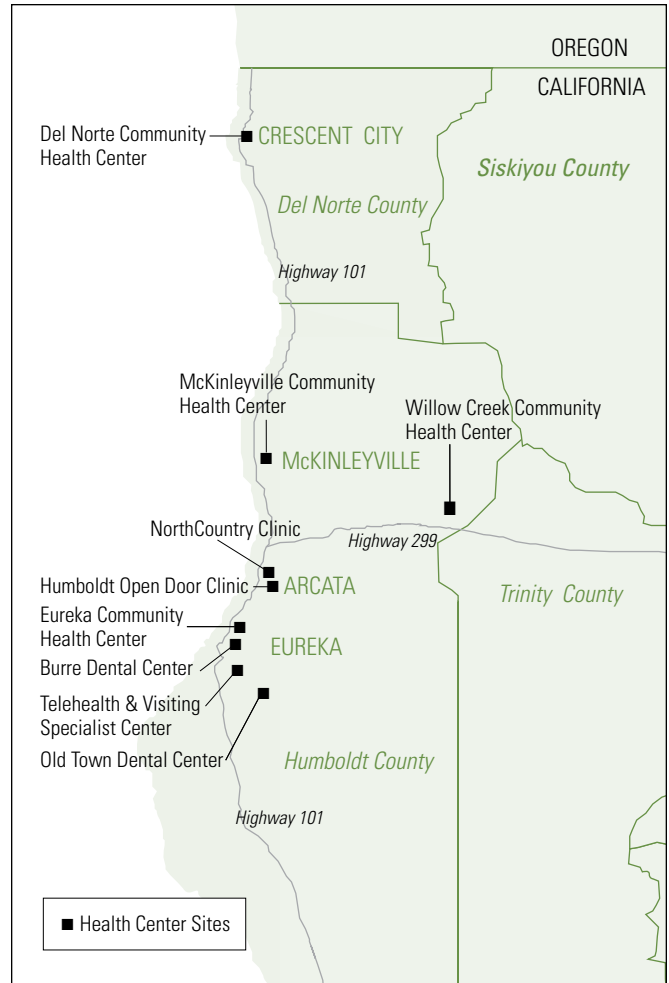 OREGON
CALIFORNIA
Del Norte Community
Health Center
CRESCENT CITY
Siskiyou County
Del Norte County
Highway 101
McKinleyville Community
Health Center
Willow Creek Community
Health Center
McKINLEYVILLE
NorthCountry Clinic
Highway 299
Humboldt Open Door Clinic
ARCATA
Trinity County
Eureka Community
Health Center
EUREKA
Burre Dental Center
Telehealth & Visiting
Specialist Center
Old Town Dental Center
Humboldt County
Highway 101
Health Center Sites